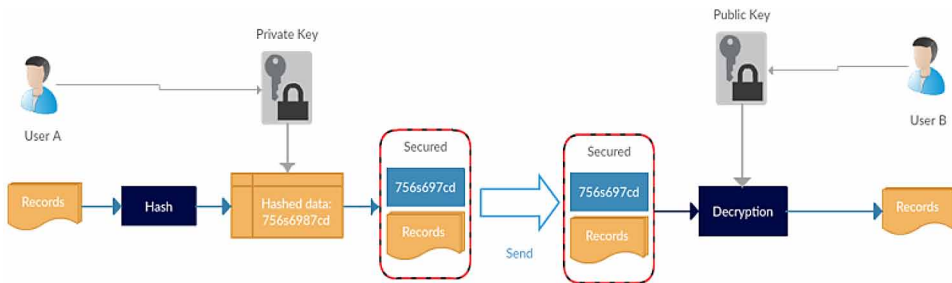 Private Key
Public Key
User A
User B
Secured
Secured
Records
Hash
Hashed data:
756s6987cd
756s697cd
Records
Send
756s697cd
Records
Decryption
Records